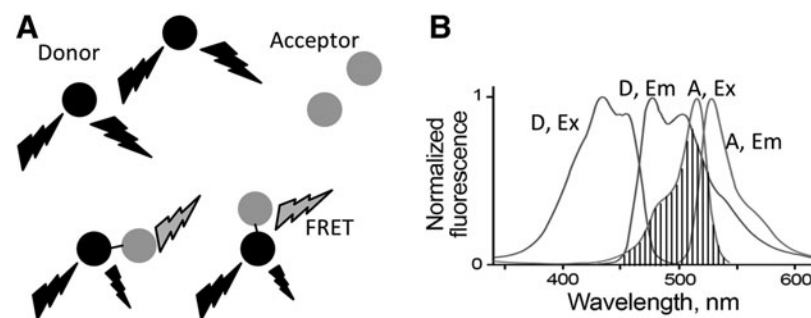 A
Donor
Acceptor
FRET
B
D, Ex
D, Em
A, Ex
A, Em
Normalized
fluorescence
1
0
400
500
600
Wavelength, nm